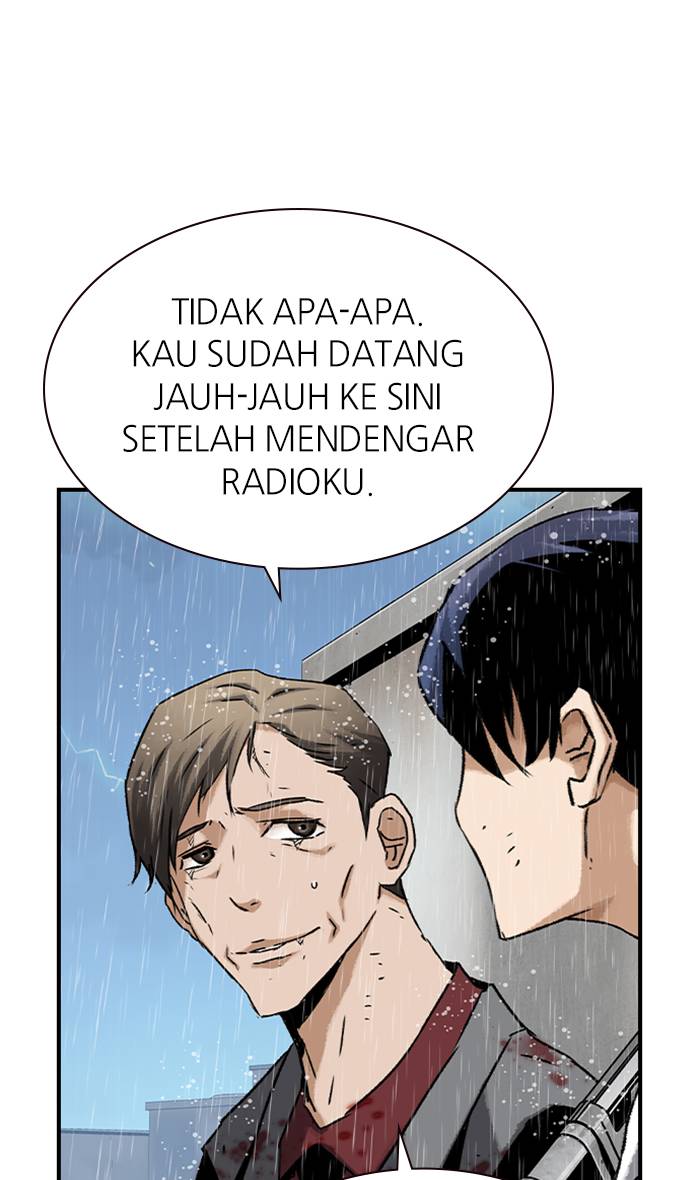 TIDAK APA-APA.
KAU SUDAH DATANG
JAUH-JAUH KE SINI
SETELAH MENDENGAR
RADIOKU.